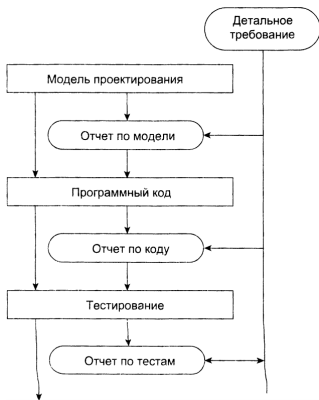 Детальное
требование
Модель проектирования
Отчет по модели
Программный код
Отчет по коду
Тестирование
Отчет по тестам